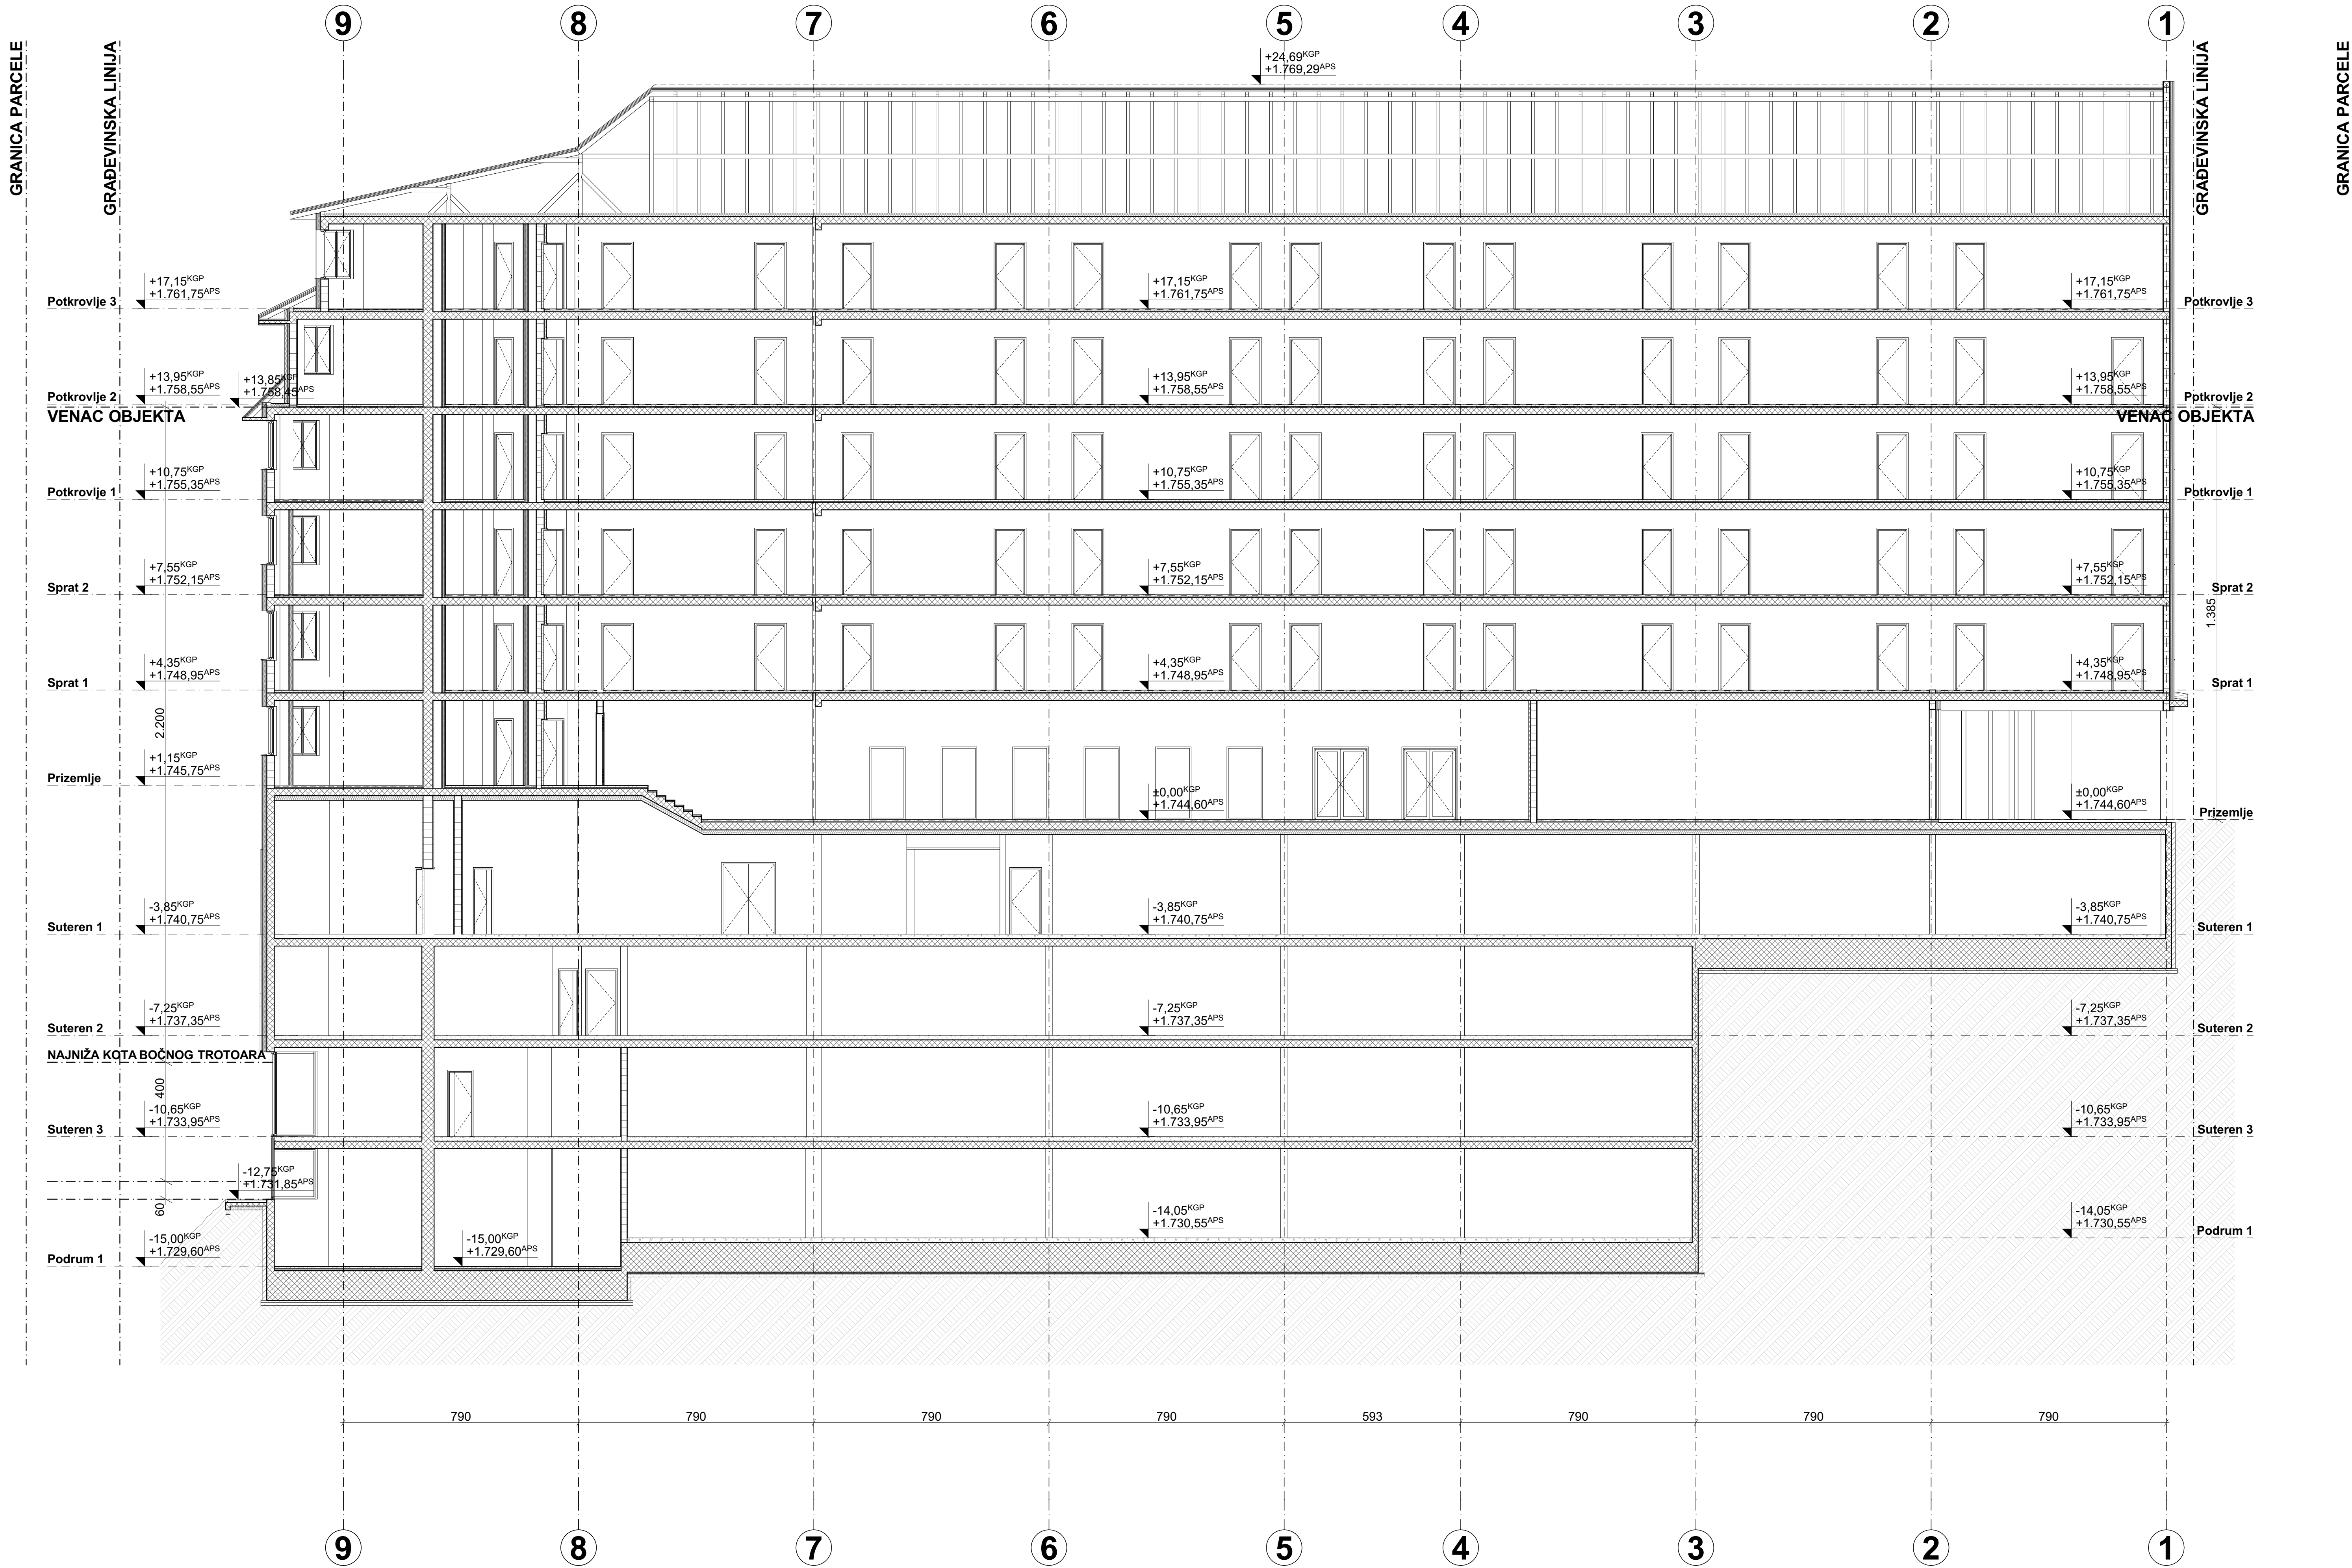 9 8 7 6 5 4 3 2 1
GRANICA PARCELE
GRAĐEVINSKA LINIJA
GRAĐEVINSKA LINIJA
GRANICA PARCELE
+24,69KGP
+1.769,29APS
Potkrovlje 3
+17,15KGP
+1.761,75APS
+17,15KGP
+1.761,75APS
+17,15KGP
+1.761,75APS
Potkrovlje 3
Potkrovlje 2
+13,95KGP
+1.758,55APS
+13,85KGP
+1.758,45APS
+13,95KGP
+1.758,55APS
+13,95KGP
+1.758,55APS
Potkrovlje 2
VENAC OBJEKTA
VENAC OBJEKTA
Potkrovlje 1
+10,75KGP
+1.755,35APS
+10,75KGP
+1.755,35APS
+10,75KGP
+1.755,35APS
Potkrovlje 1
Sprat 2
+7,55KGP
+1.752,15APS
+7,55KGP
+1.752,15APS
+7,55KGP
+1.752,15APS
Sprat 2
1.385
Sprat 1
+4,35KGP
+1.748,95APS
+4,35KGP
+1.748,95APS
+4,35KGP
+1.748,95APS
Sprat 1
2.200
Prizemlje
+1,15KGP
+1.745,75APS
±0,00KGP
+1.744,60APS
±0,00KGP
+1.744,60APS
Prizemlje
Suteren 1
-3,85KGP
+1.740,75APS
-3,85KGP
+1.740,75APS
-3,85KGP
+1.740,75APS
Suteren 1
Suteren 2
-7,25KGP
+1.737,35APS
-7,25KGP
+1.737,35APS
-7,25KGP
+1.737,35APS
Suteren 2
NAJNIŽA KOTA BOČNOG TROTOARA
400
Suteren 3
-10,65KGP
+1.733,95APS
-10,65KGP
+1.733,95APS
-10,65KGP
+1.733,95APS
Suteren 3
-12,75KGP
+1.731,85APS
60
-14,05KGP
+1.730,55APS
-14,05KGP
+1.730,55APS
Podrum 1
Podrum 1
-15,00KGP
+1.729,60APS
-15,00KGP
+1.729,60APS
790 790 790 790 593 790 790 790
9 8 7 6 5 4 3 2 1